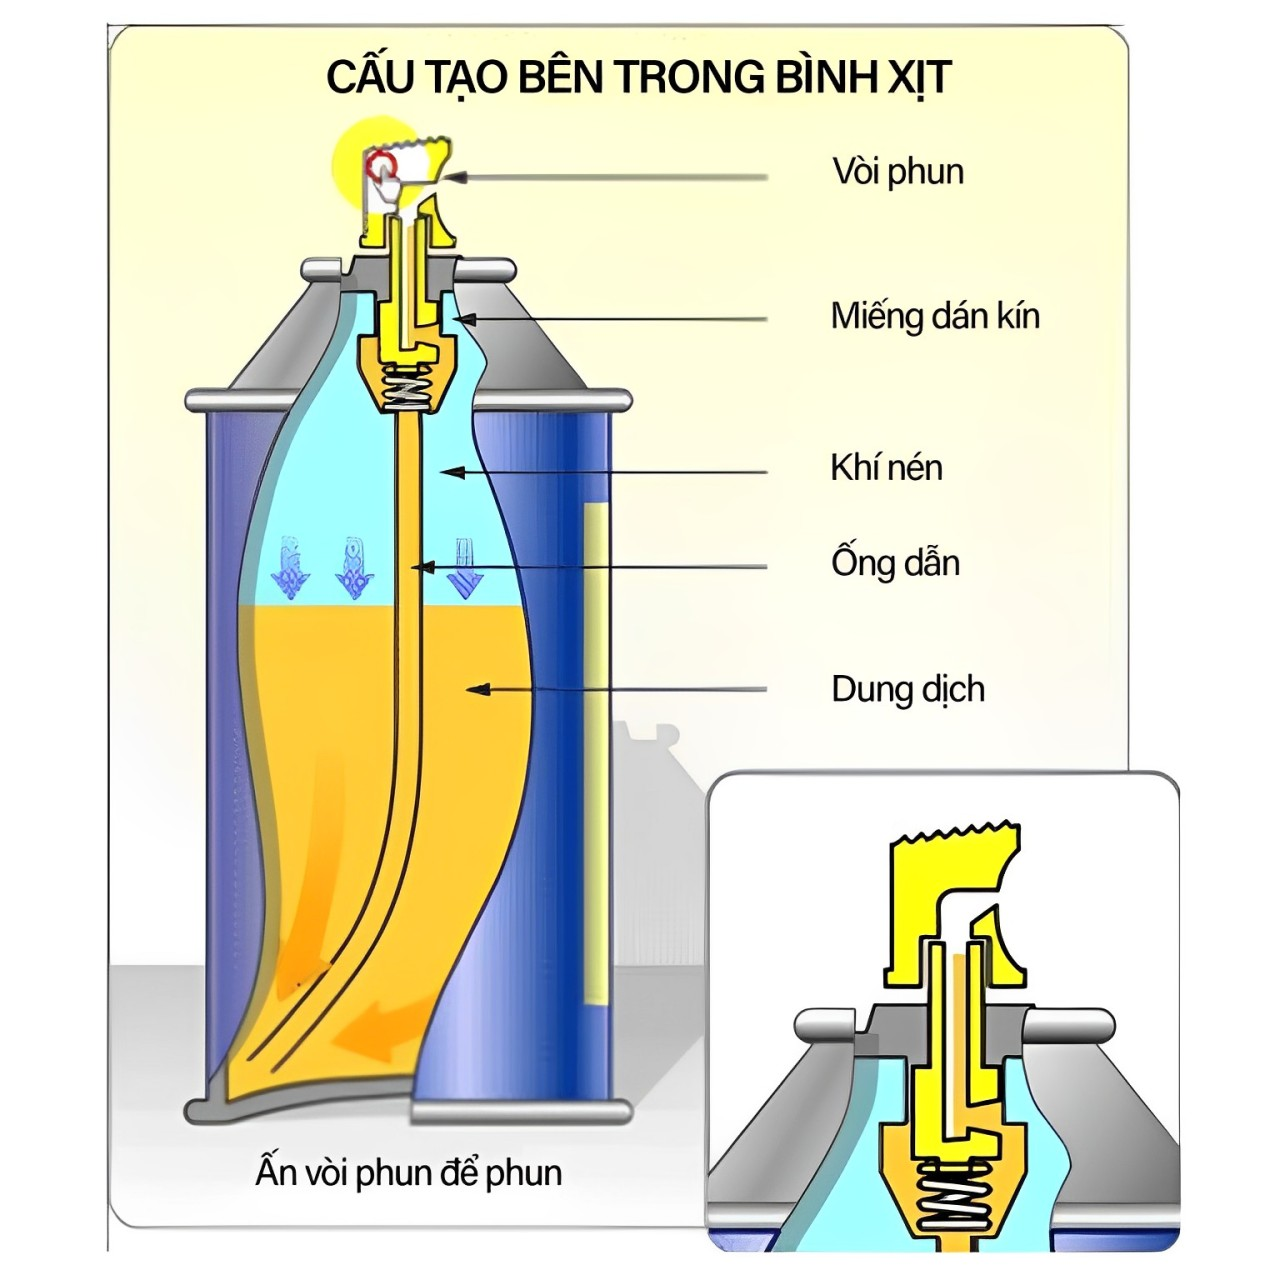 CẤU TẠO BÊN TRONG BÌNH XỊT
Vòi phun
Miếng dán kín
Khí nén
Ống dẫn
Dung dịch
Ấn vòi phun để phun